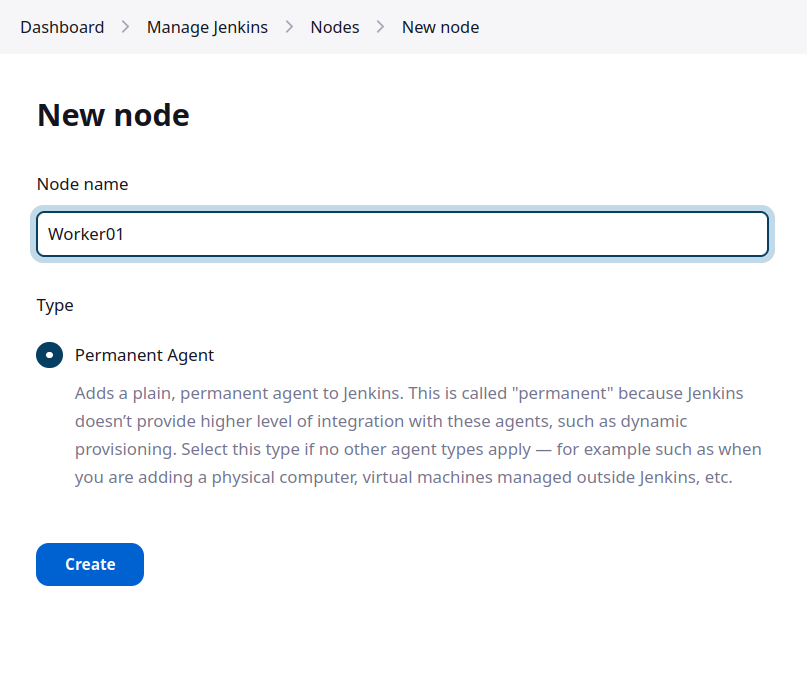 Dashboard > Manage Jenkins > Nodes > New node
New node
Node name
Worker01
Type
Permanent Agent
Adds a plain, permanent agent to Jenkins. This is called "permanent" because Jenkins
doesn’t provide higher level of integration with these agents, such as dynamic
provisioning. Select this type if no other agent types apply — for example such as when
you are adding a physical computer, virtual machines managed outside Jenkins, etc.
Create